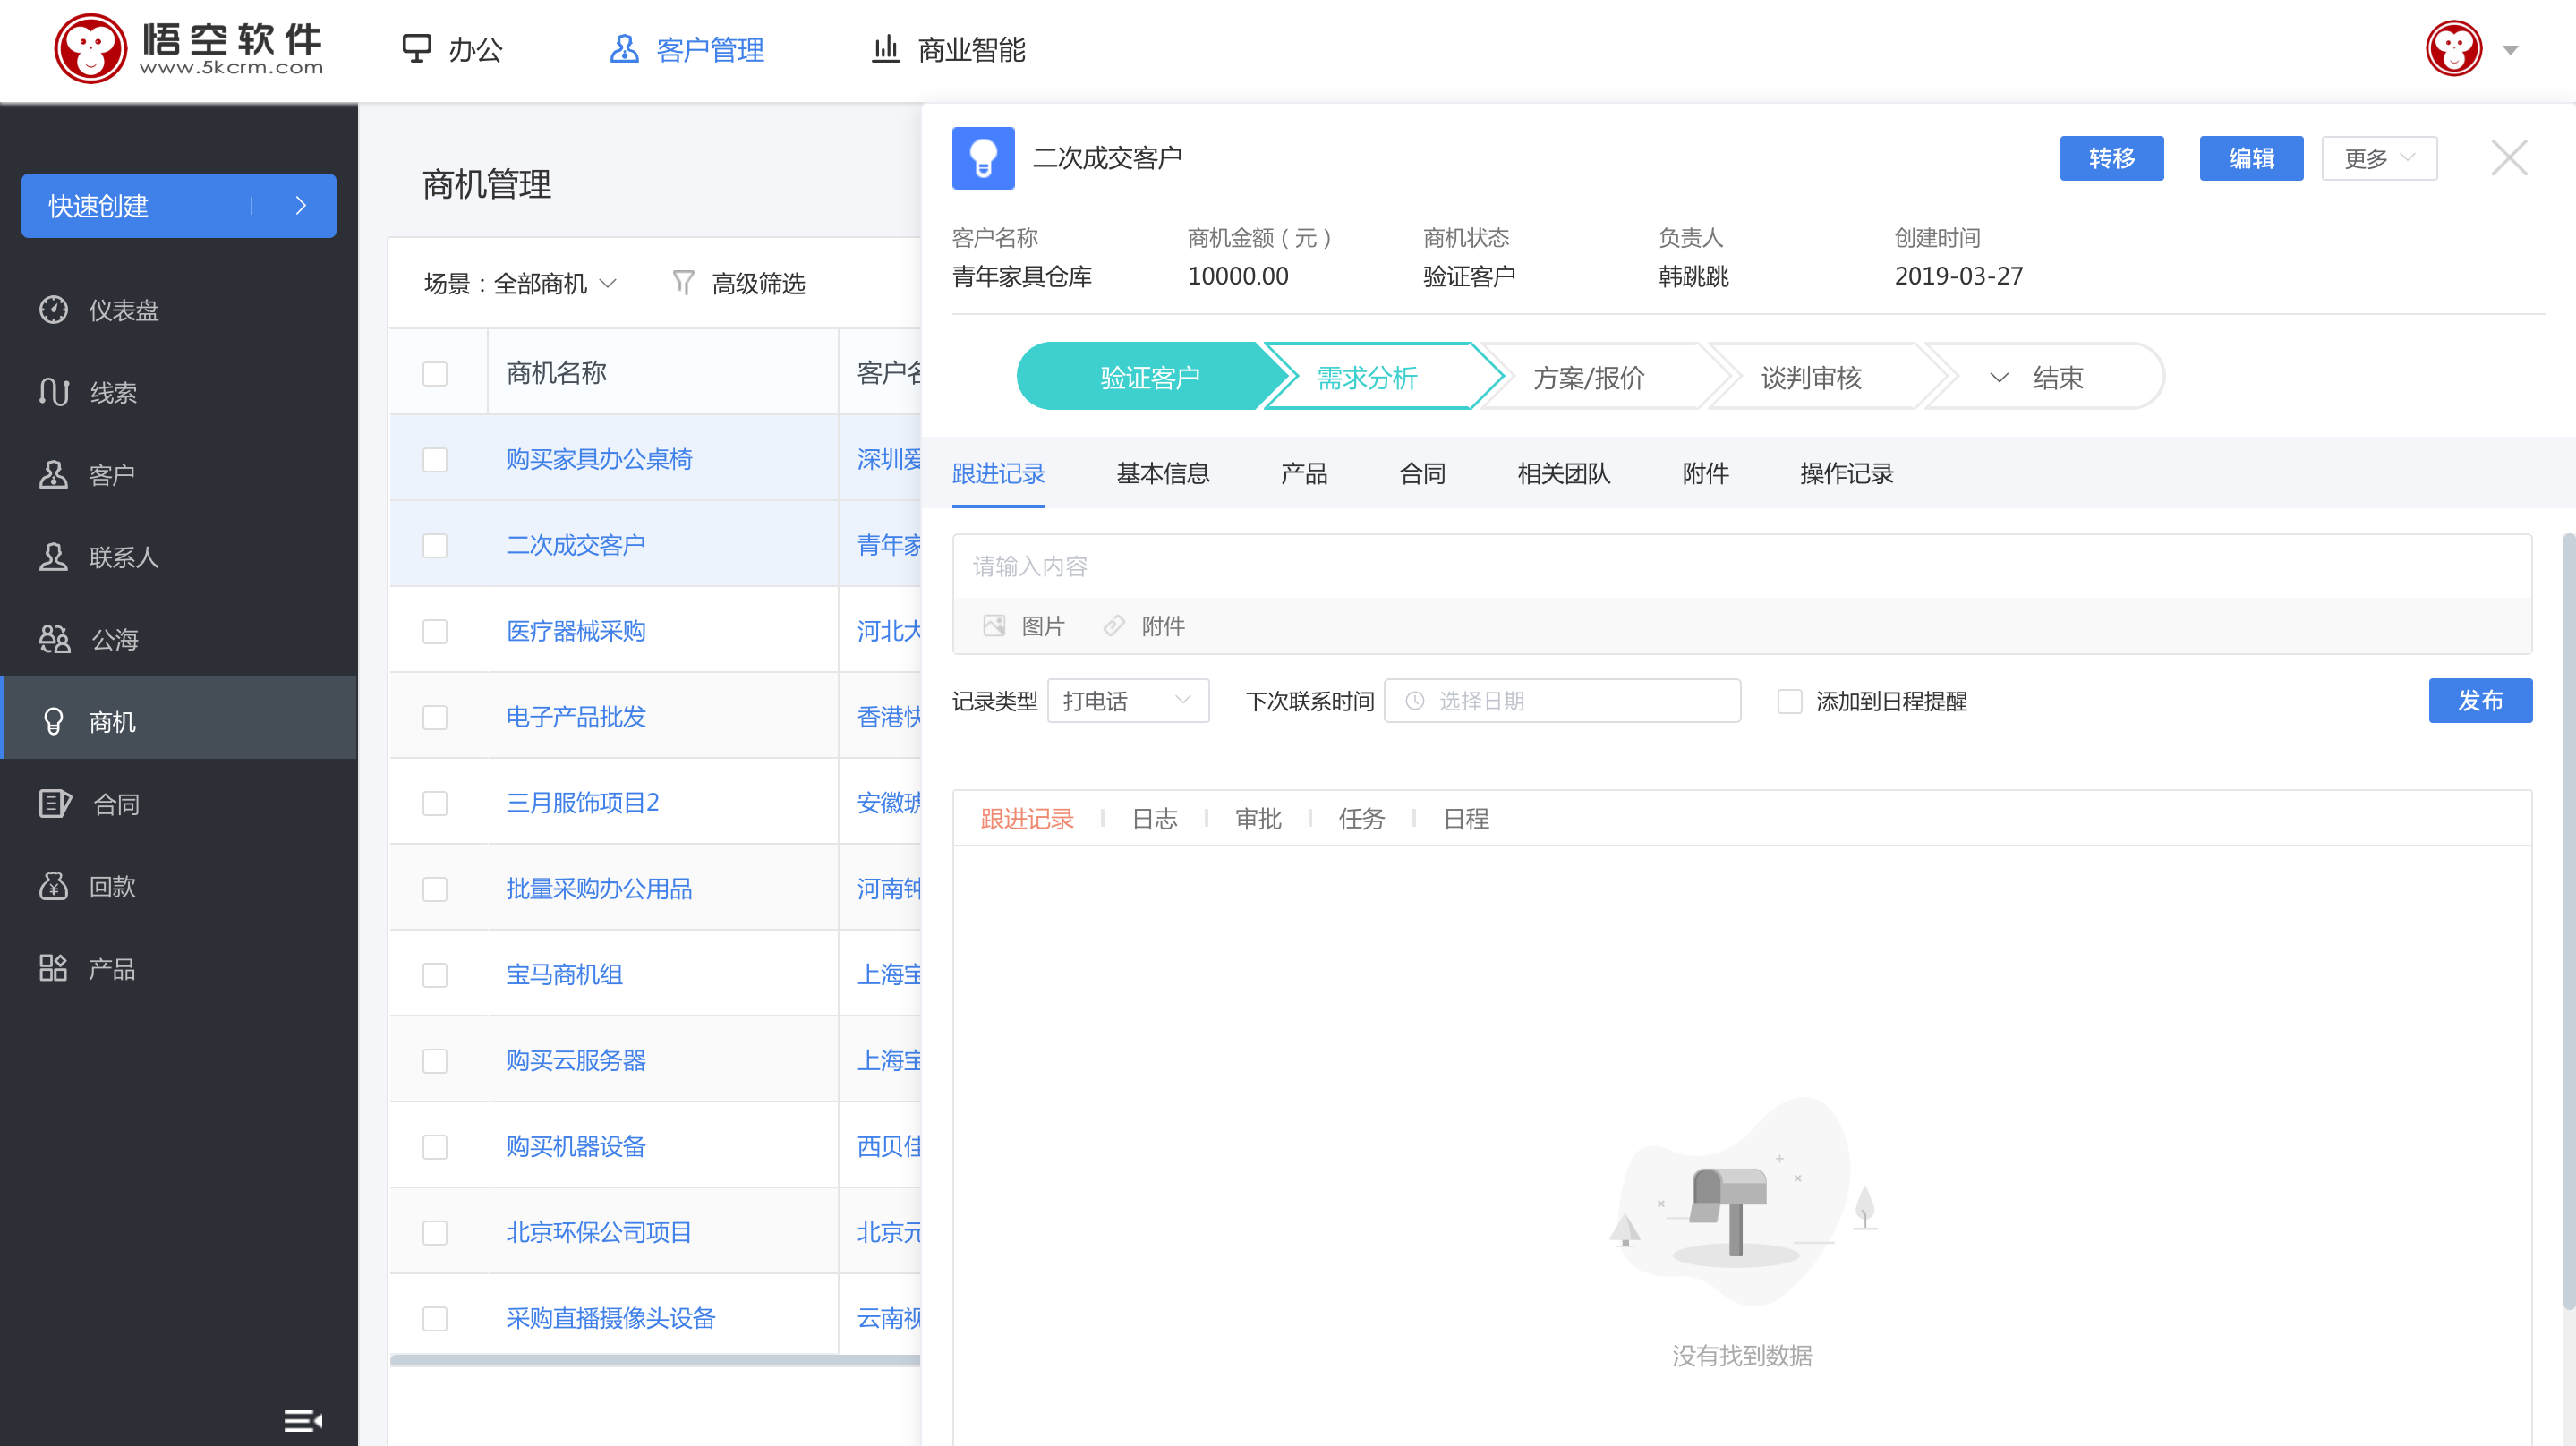 悟空软件
www.5kcrm.com
办公
客户管理
商业智能
快速创建
仪表盘
线索
客户
联系人
公海
商机
合同
回款
产品
商机管理
场景：全部商机
高级筛选
商机名称 客户名
购买家具办公桌椅 深圳爱
二次成交客户 青年家
医疗器械采购 河北大
电子产品批发 香港快
三月服饰项目2 安徽琥
批量采购办公用品 河南钟
宝马商机组 上海宝
购买云服务器 上海宝
购买机器设备 西贝佳
北京环保公司项目 北京元
采购直播摄像头设备 云南视
二次成交客户
转移 编辑 更多
客户名称 商机金额（元） 商机状态 负责人 创建时间
青年家具仓库 10000.00 验证客户 韩跳跳 2019-03-27
验证客户 需求分析 方案/报价 谈判审核 结束
跟进记录 基本信息 产品 合同 相关团队 附件 操作记录
请输入内容
图片 附件
记录类型 打电话 下次联系时间 选择日期 添加到日程提醒 发布
跟进记录 日志 审批 任务 日程
没有找到数据